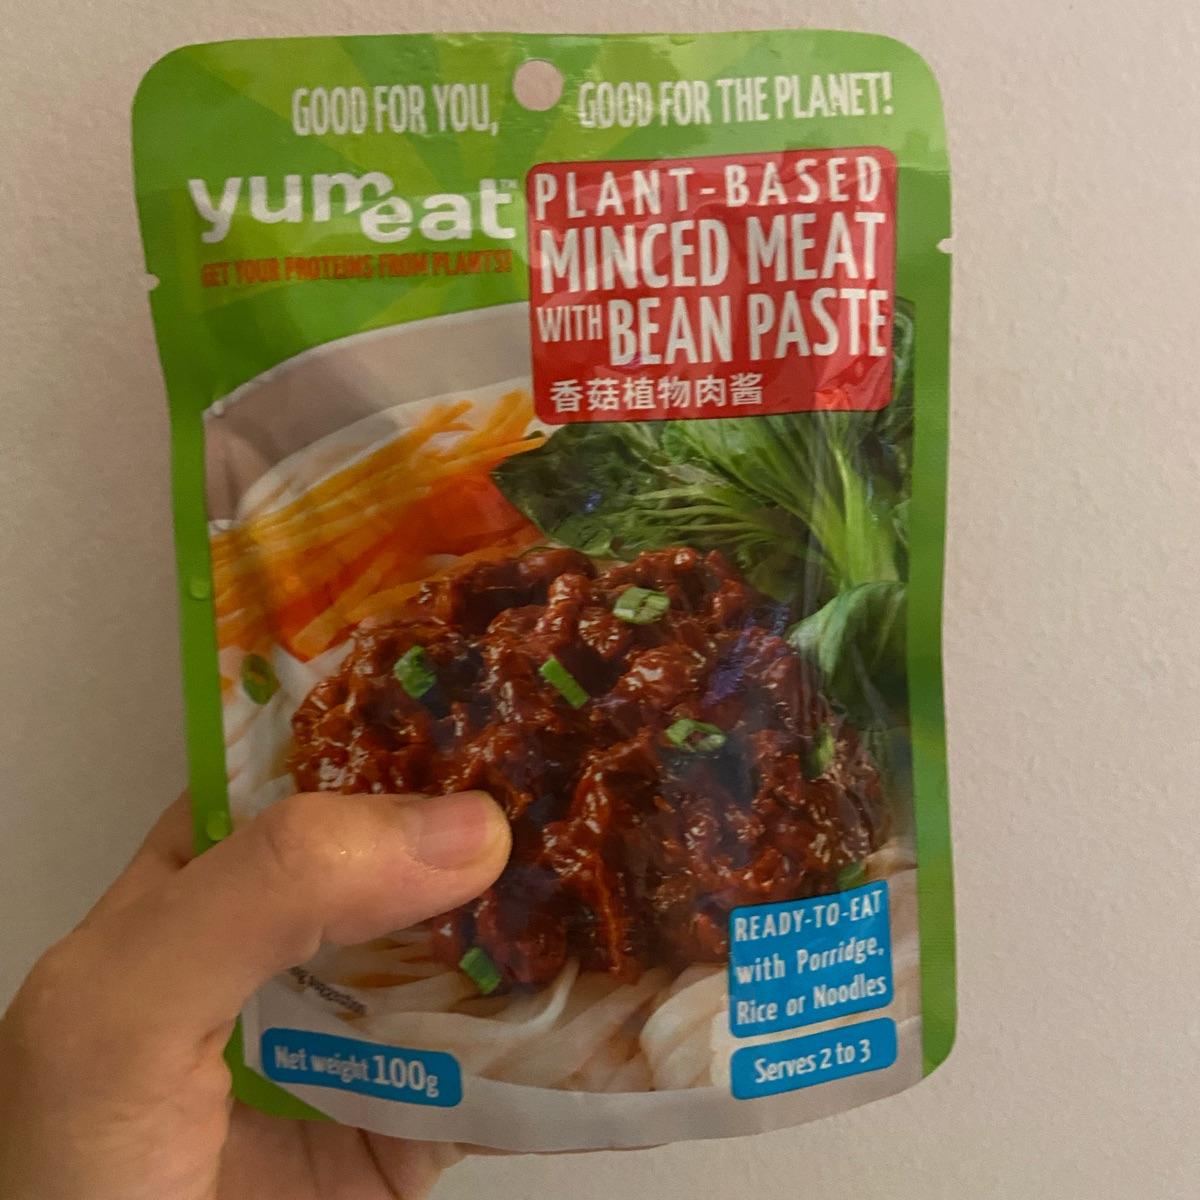 GOOD FOR YOU, GOOD FOR THE PLANET!
yumeat™
GET YOUR PROTEINS FROM PLANTS!
PLANT-BASED
MINCED MEAT
WITH BEAN PASTE
香菇植物肉酱
READY-TO-EAT
with Porridge,
Rice or Noodles
Serves 2 to 3
suggestion
Net weight 100g